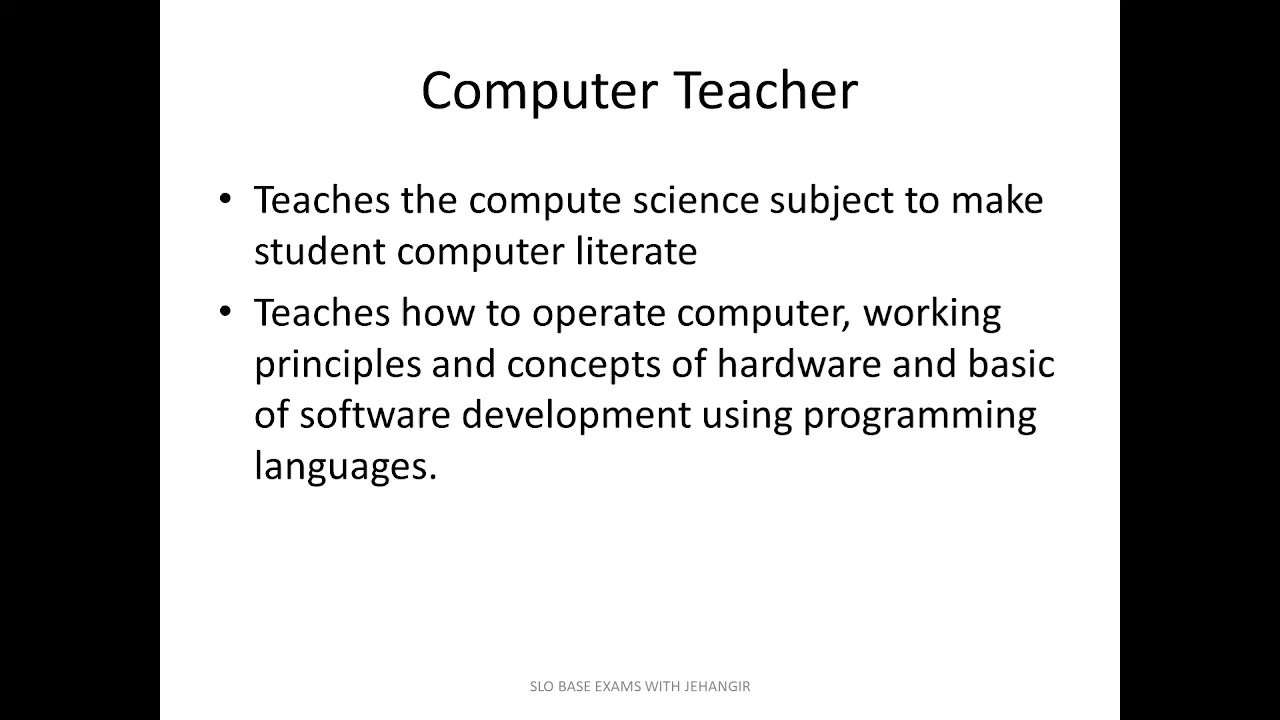 Computer Teacher
• Teaches the compute science subject to make
student computer literate
• Teaches how to operate computer, working
principles and concepts of hardware and basic
of software development using programming
languages.
SLO BASE EXAMS WITH JEHANGIR